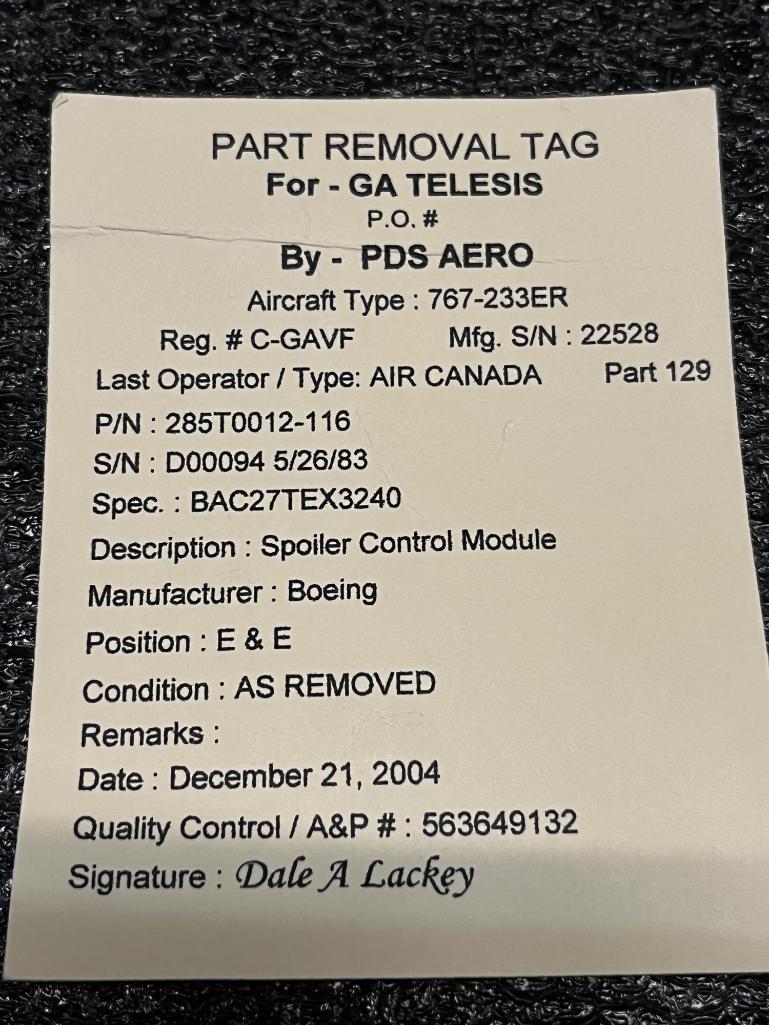 PART REMOVAL TAG
For - GA TELESIS
P.O. #
By - PDS AERO
Aircraft Type : 767-233ER
Reg. # C-GAVF Mfg. S/N : 22528
Last Operator / Type: AIR CANADA Part 129
P/N : 285T0012-116
S/N : D00094 5/26/83
Spec. : BAC27TEX3240
Description : Spoiler Control Module
Manufacturer : Boeing
Position : E & E
Condition : AS REMOVED
Remarks :
Date : December 21, 2004
Quality Control / A&P # : 563649132
Signature : Dale A Lackey